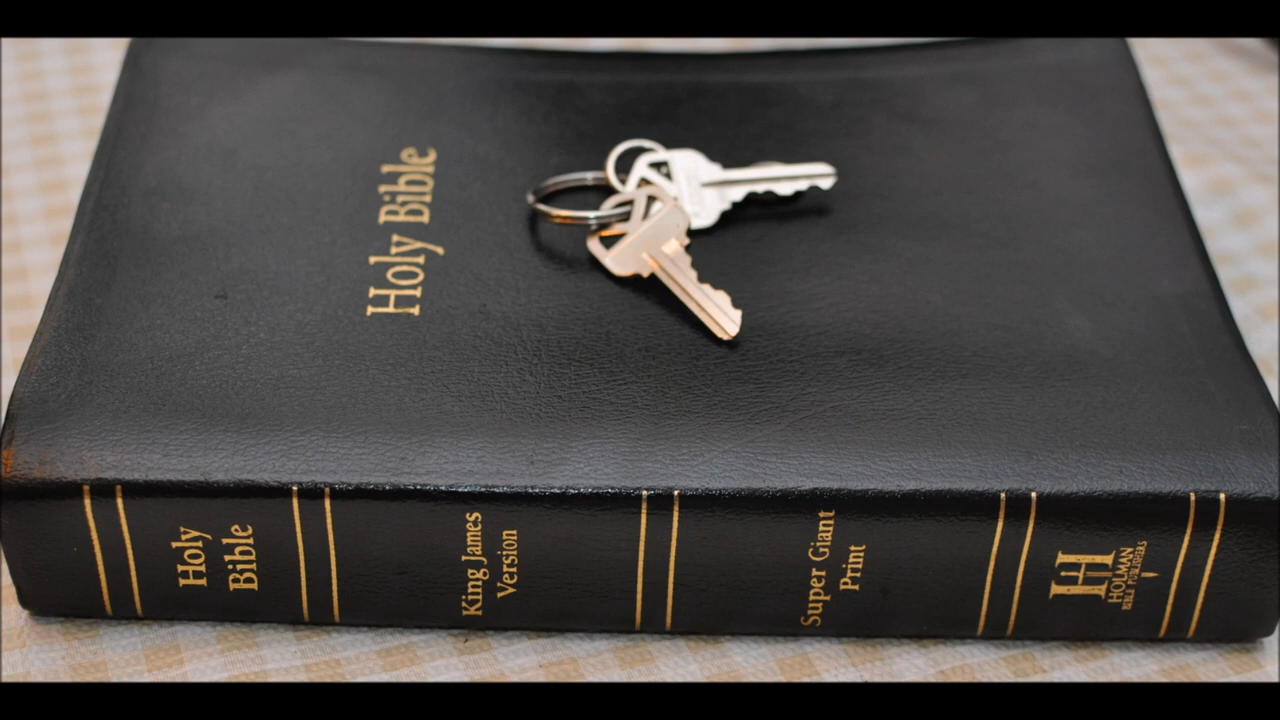 Holy Bible
Holy
Bible
King James
Version
Super Giant
Print
HOLMAN
BIBLE PUBLISHERS